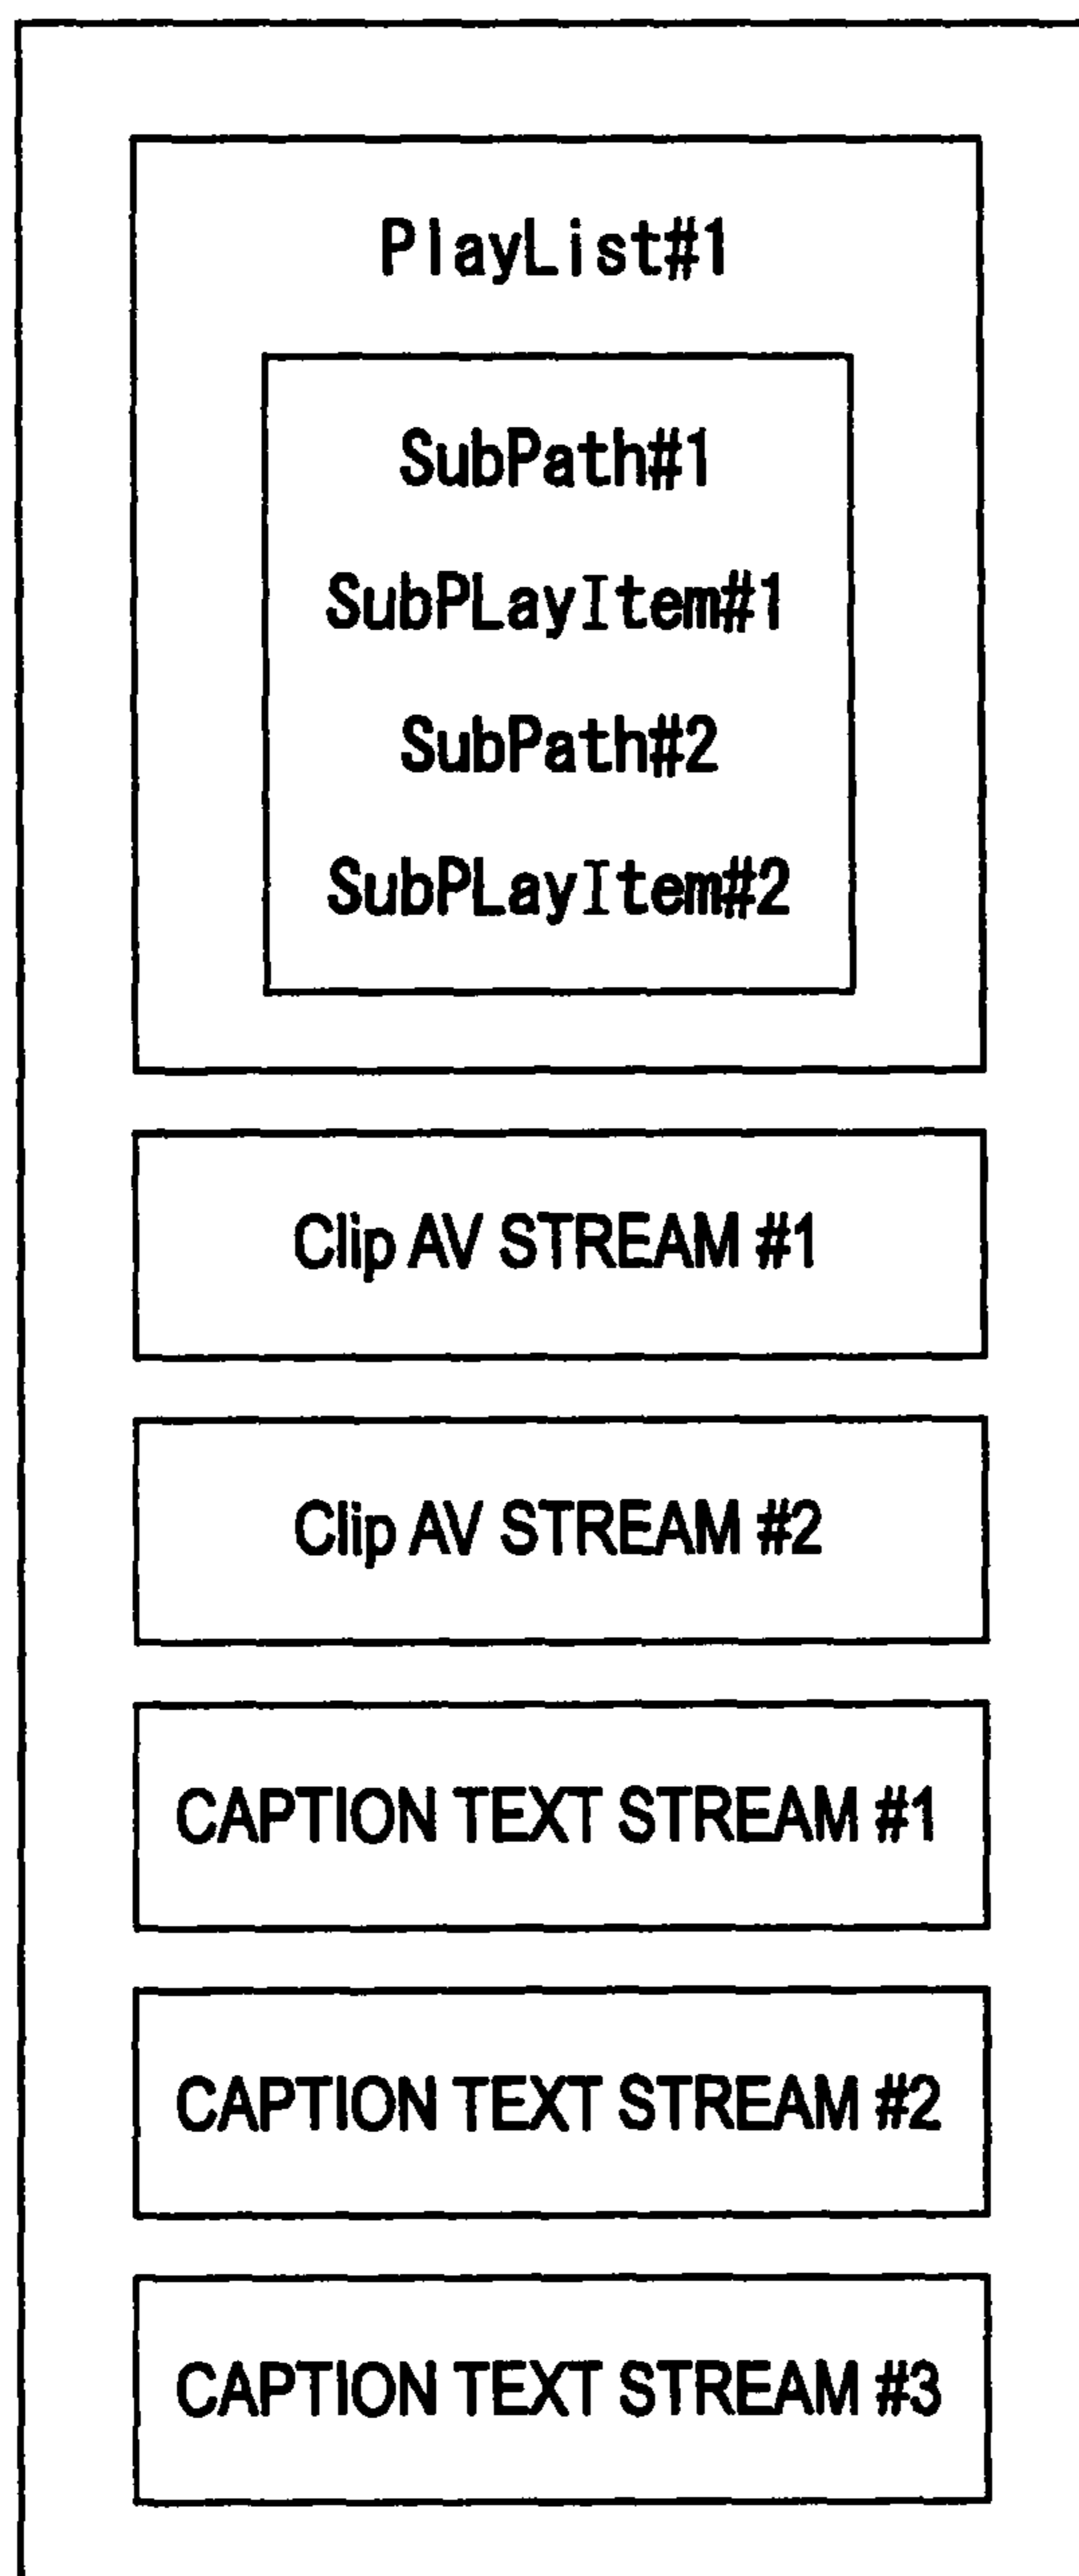 PlayList#1
SubPath#1
SubPLayItem#1
SubPath#2
SubPLayItem#2
Clip AV STREAM #1
Clip AV STREAM #2
CAPTION TEXT STREAM #1
CAPTION TEXT STREAM #2
CAPTION TEXT STREAM #3